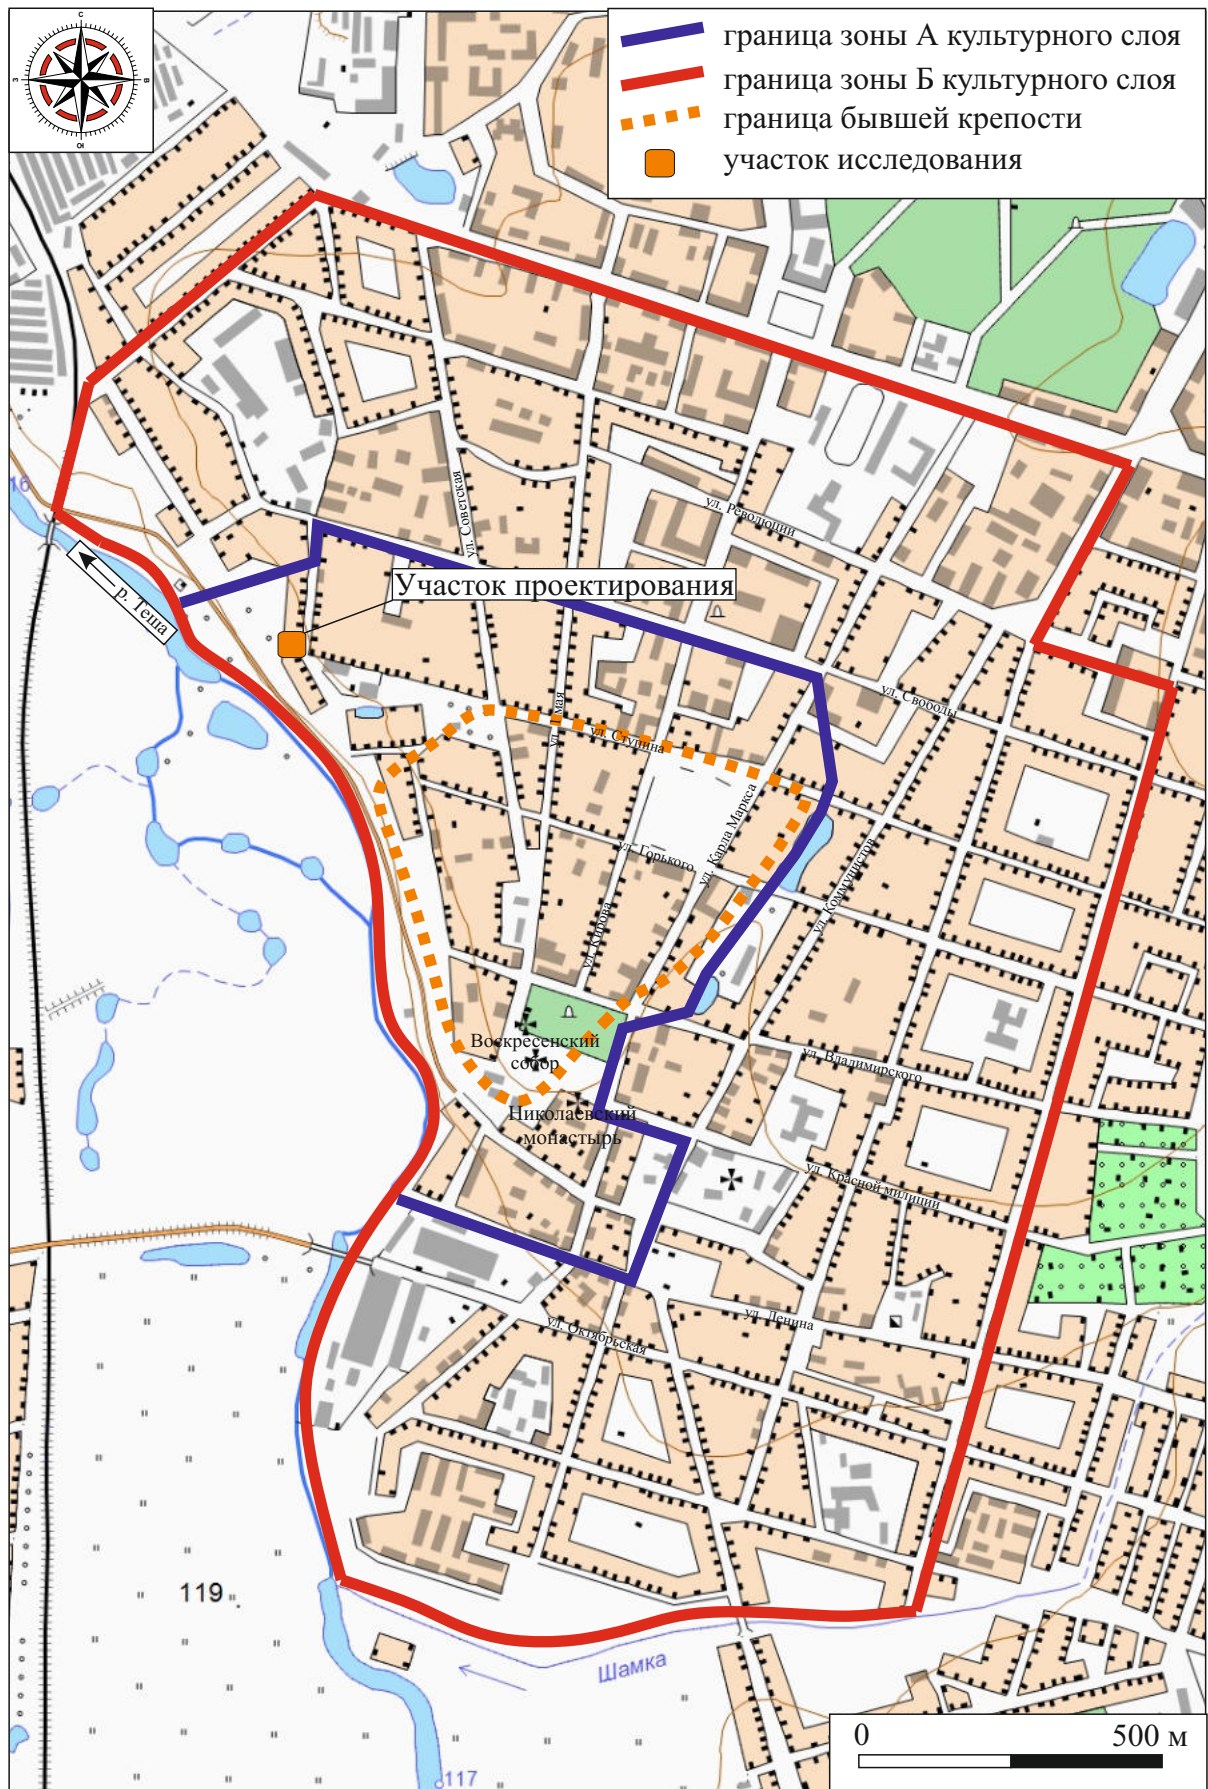 С
В
Ю
З
граница зоны А культурного слоя
граница зоны Б культурного слоя
граница бывшей крепости
участок исследования
16
р. Теша
Участок проектирования
ул. Советская
ул. Революции
ул. Свободы
ул. 1 мая
ул. Ступина
ул. Горького
ул. Карла Маркса
ул. Коммунистов
ул. Кирова
Воскресенский
собор
ул. Владимирского
Николаевский
монастырь
ул. Красной милиции
ул. Ленина
ул. Октябрьская
119
Шамка
117
0
500 м